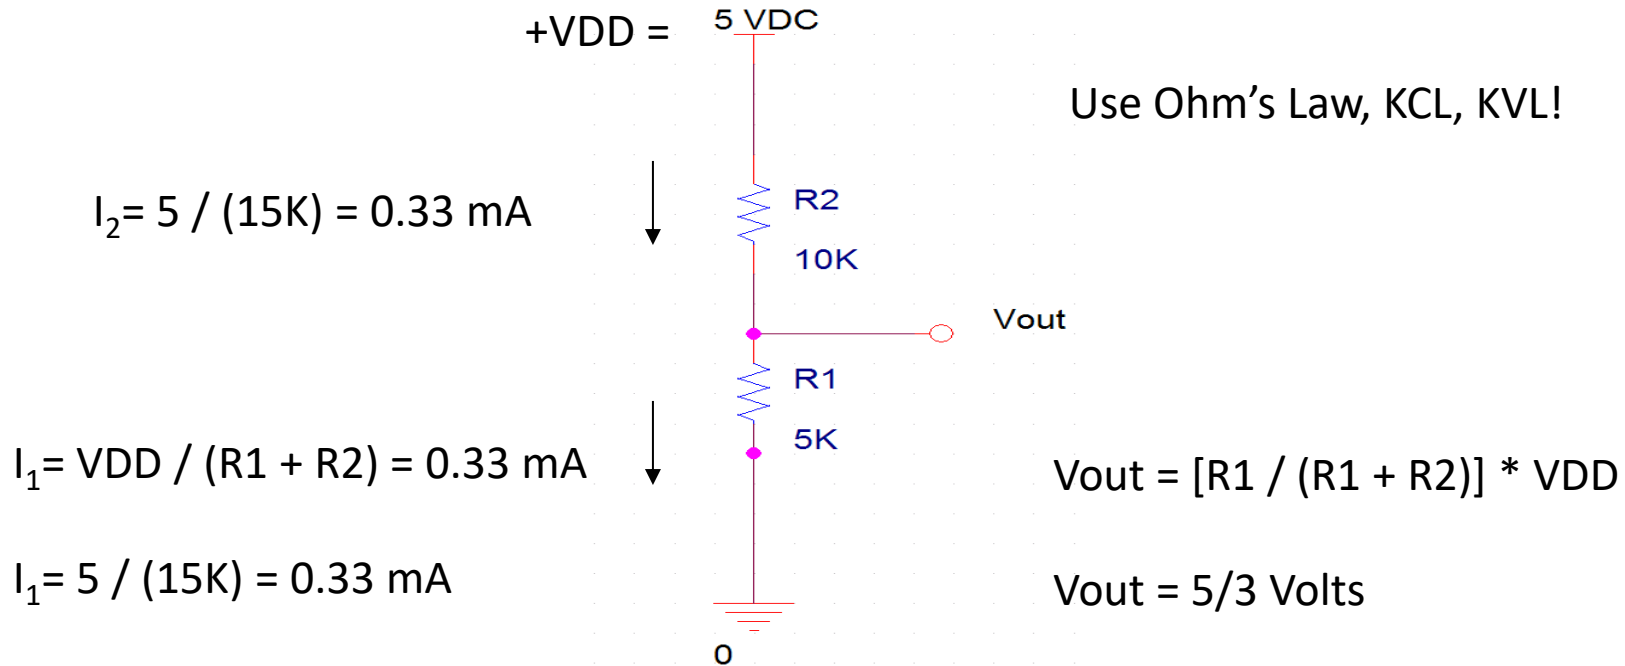 +VDD =
5 VDC
Use Ohm’s Law, KCL, KVL!
I₂= 5 / (15K) = 0.33 mA
R2
10K
Vout
R1
5K
I₁= VDD / (R1 + R2) = 0.33 mA
Vout = [R1 / (R1 + R2)] * VDD
I₁= 5 / (15K) = 0.33 mA
Vout = 5/3 Volts
0